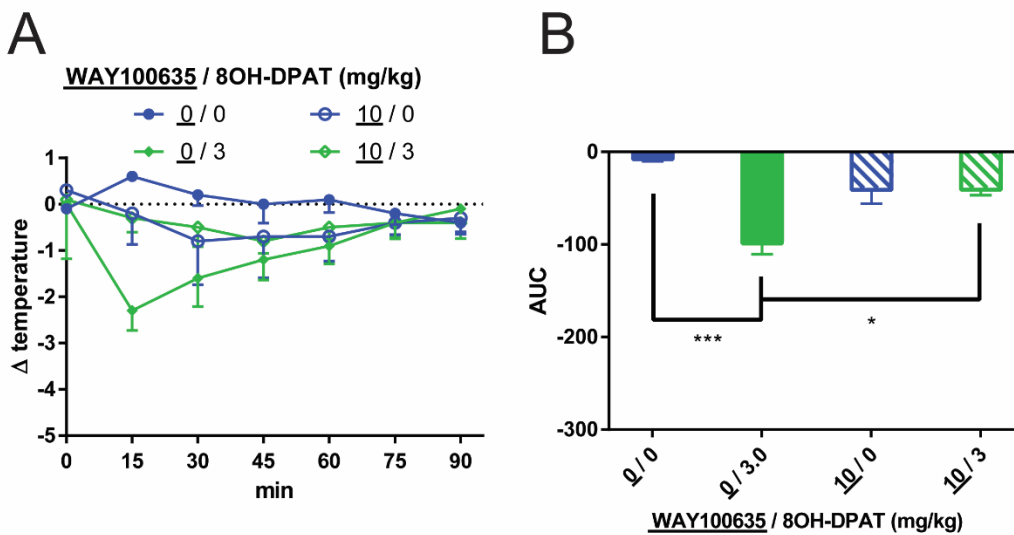 A
WAY100635 / 8OH-DPAT (mg/kg)
0 / 0
10 / 0
0 / 3
10 / 3
Δ temperature
1
0
-1
-2
-3
-4
-5
0 15 30 45 60 75 90
min
B
AUC
0
-100
-200
-300
***
*
0 / 0
0 / 3.0
10 / 0
10 / 3
WAY100635 / 8OH-DPAT (mg/kg)